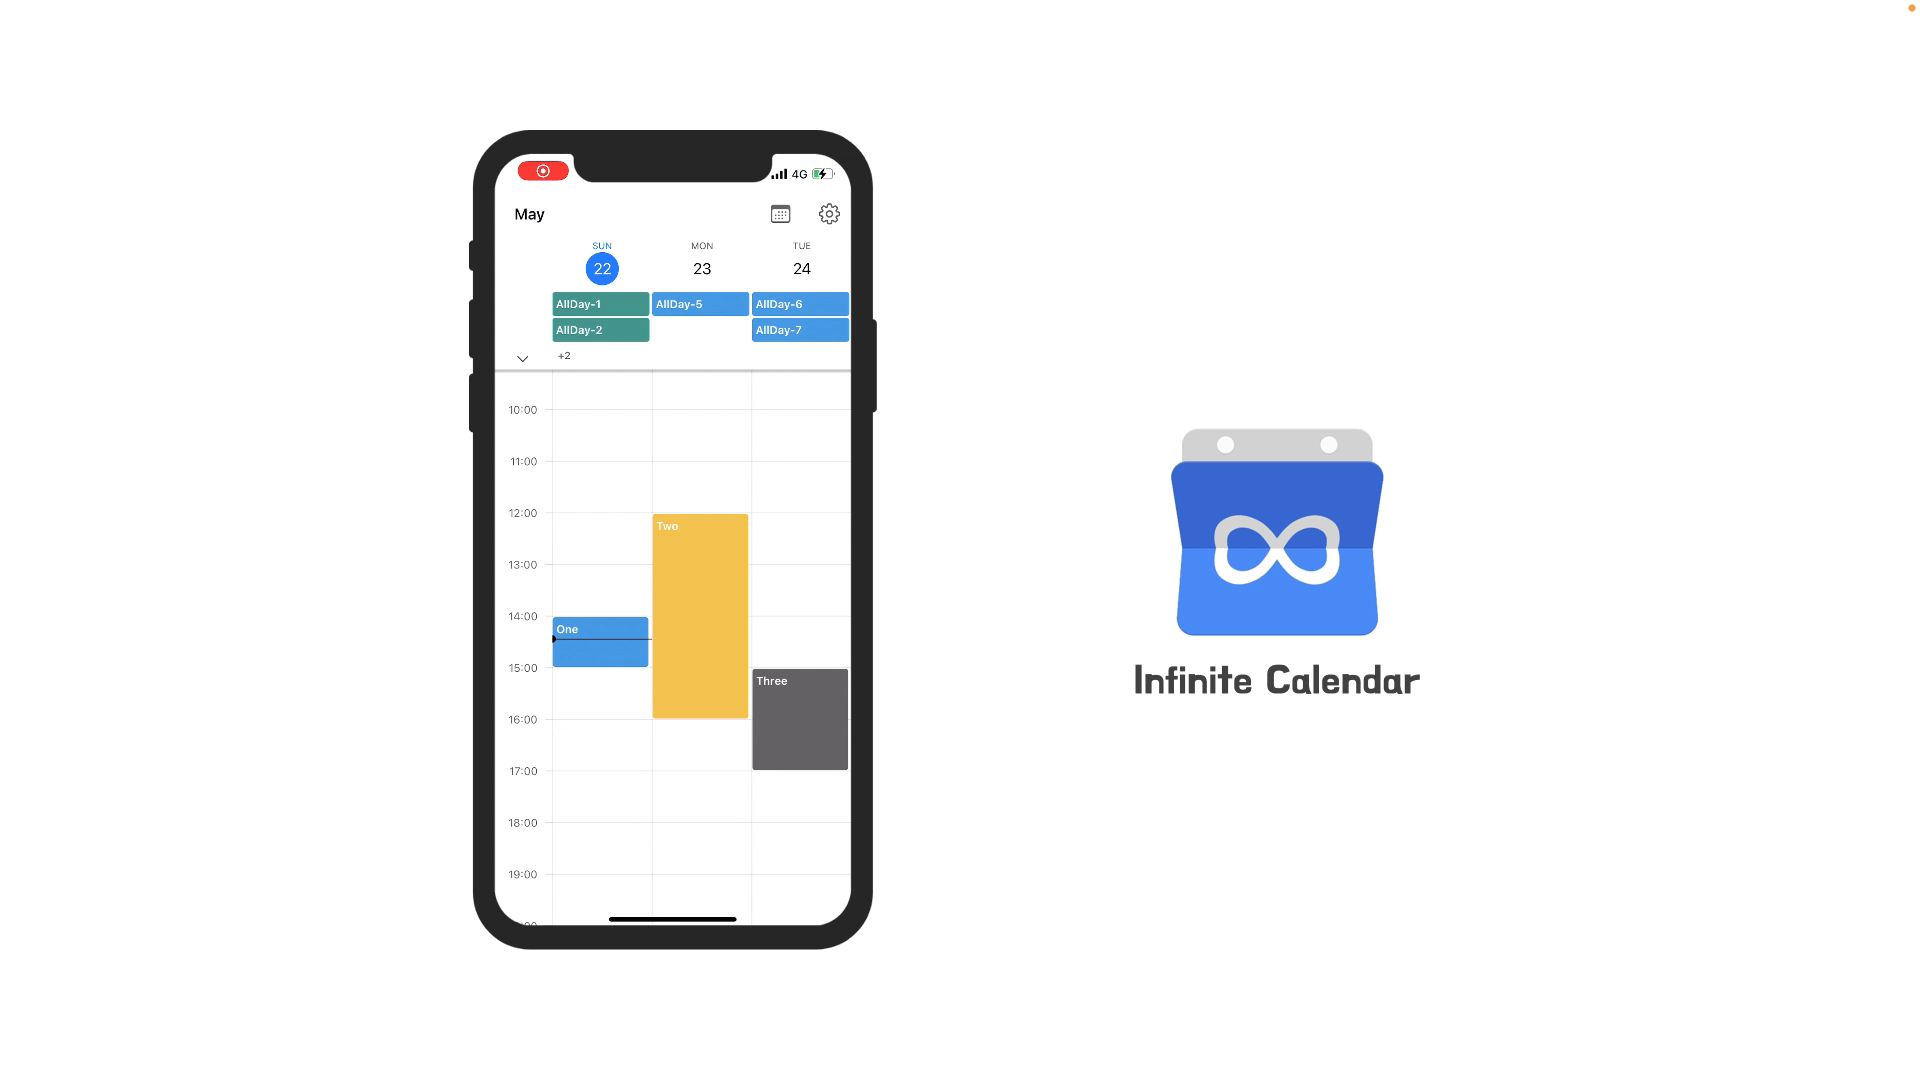 4G
May
SUN MON TUE
22 23 24
AllDay-1 AllDay-5 AllDay-6
AllDay-2 AllDay-7
+2
10:00
11:00
12:00
Two
13:00
14:00
One
15:00
Three
16:00
17:00
18:00
19:00
Infinite Calendar